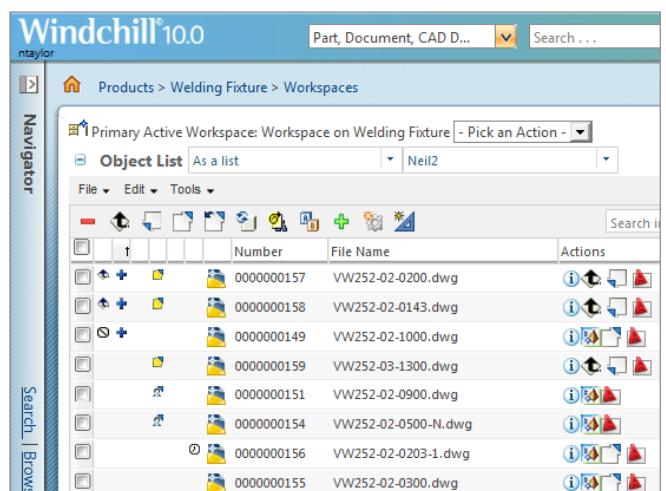 Windchill®10.0
ntaylor
Part, Document, CAD D...
Search . . .
Products > Welding Fixture > Workspaces
Navigator
Primary Active Workspace: Workspace on Welding Fixture - Pick an Action -
Object List As a list Neil2
File Edit Tools
Search in
Number File Name Actions
0000000157 VW252-02-0200.dwg
0000000158 VW252-02-0143.dwg
0000000149 VW252-02-1000.dwg
0000000159 VW252-03-1300.dwg
0000000151 VW252-02-0900.dwg
0000000154 VW252-02-0500-N.dwg
0000000156 VW252-02-0203-1.dwg
0000000155 VW252-02-0300.dwg
Search | Brows